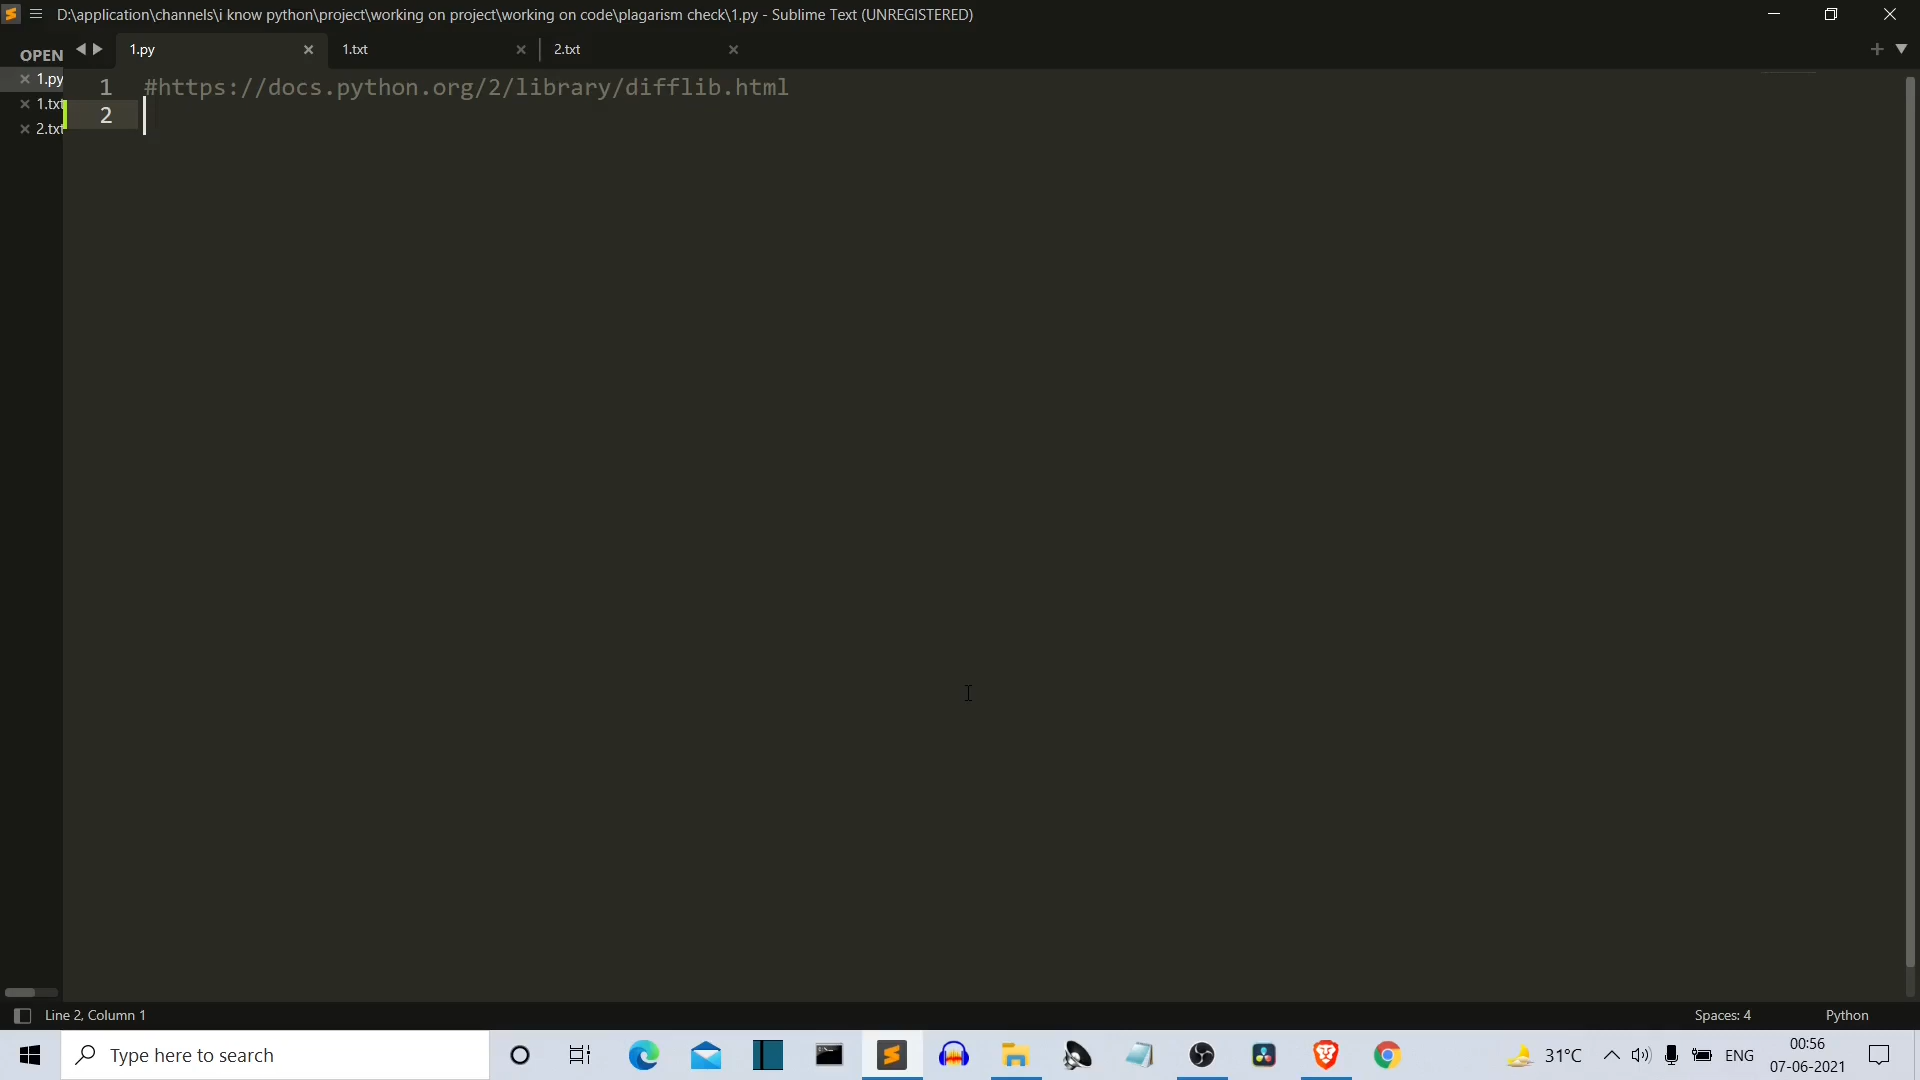 D:\application\channels\i know python\project\working on project\working on code\plagarism check\1.py - Sublime Text (UNREGISTERED)
OPEN
1.py
1.txt
2.txt
1.py
1.txt
2.txt
1 #https://docs.python.org/2/library/difflib.html
2
Line 2, Column 1
Spaces: 4
Python
Type here to search
31°C
ENG
00:56
07-06-2021